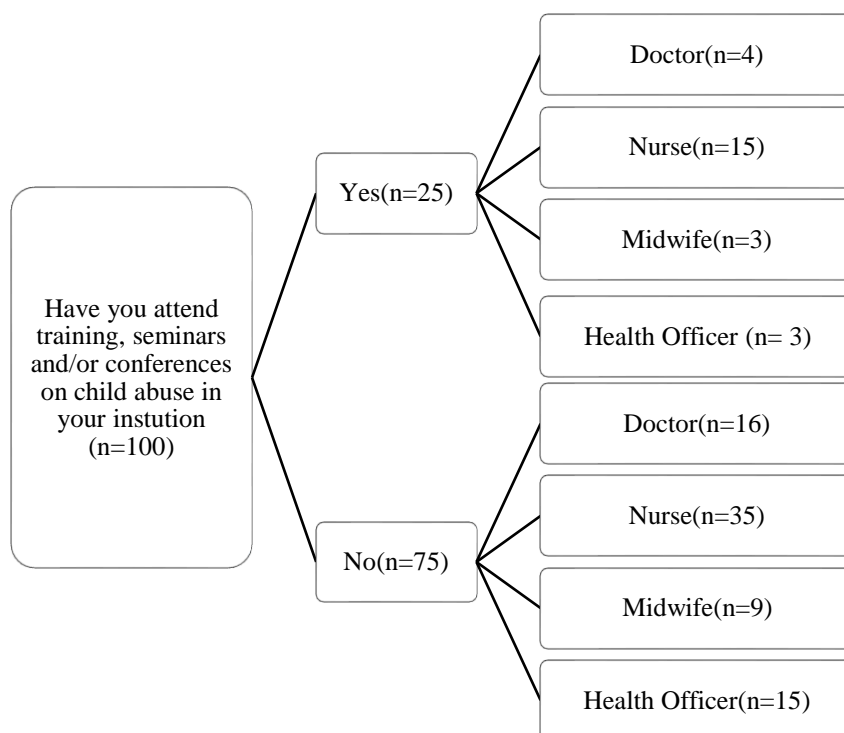 Have you attend
training, seminars
and/or conferences
on child abuse in
your instution
(n=100)
Yes(n=25)
Doctor(n=4)
Nurse(n=15)
Midwife(n=3)
Health Officer (n= 3)
No(n=75)
Doctor(n=16)
Nurse(n=35)
Midwife(n=9)
Health Officer(n=15)